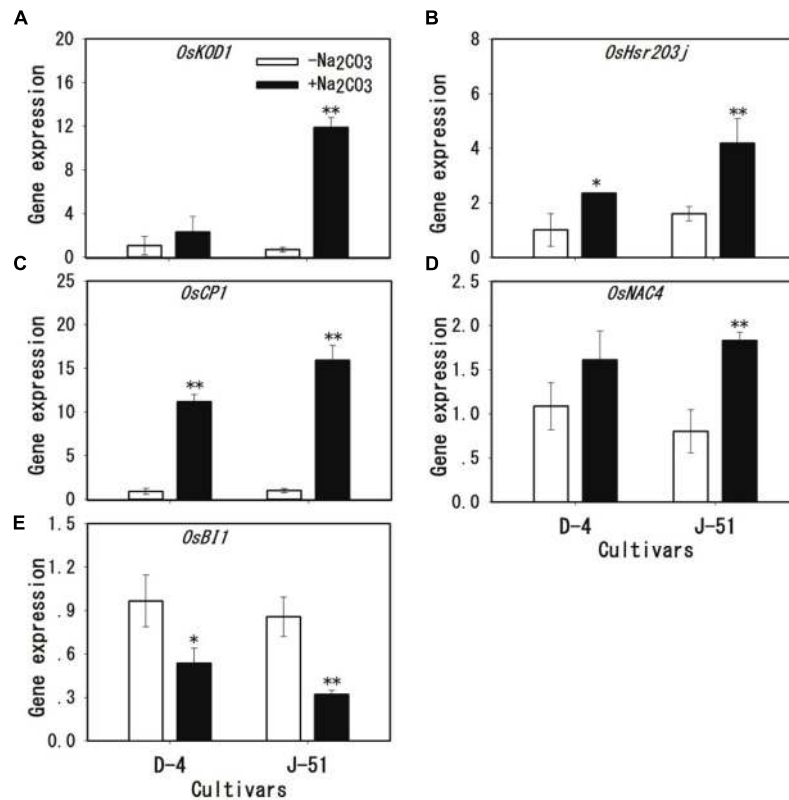 A
OsKOD1
-Na2CO3
+Na2CO3
**
20
16
12
8
4
0
Gene expression
B
OsHsr203j
*
**
8
6
4
2
0
Gene expression
C
OsCP1
**
**
25
20
15
10
5
0
Gene expression
D
OsNAC4
**
2.5
2.0
1.5
1.0
.5
0.0
Gene expression
D-4
J-51
Cultivars
E
OsBI1
*
**
1.5
1.2
.9
.6
.3
0.0
Gene expression
D-4
J-51
Cultivars